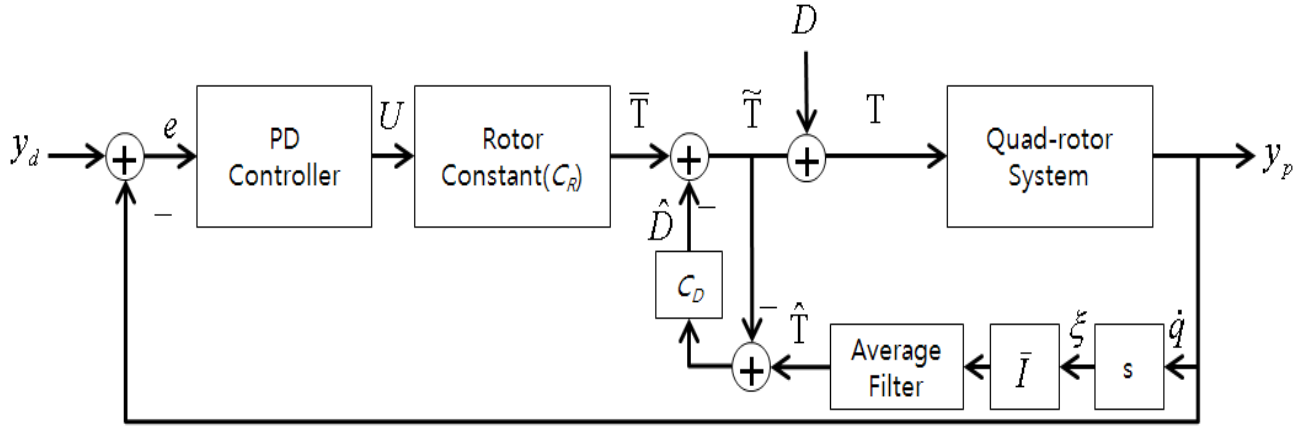 D
y_d
e
PD
Controller
U
Rotor
Constant(C_R)
T̅
T̃
T
Quad-rotor
System
y_p
+
+
+
−
−
D̂
C_D
−
T̂
+
Average
Filter
I̅
ξ
s
q̇